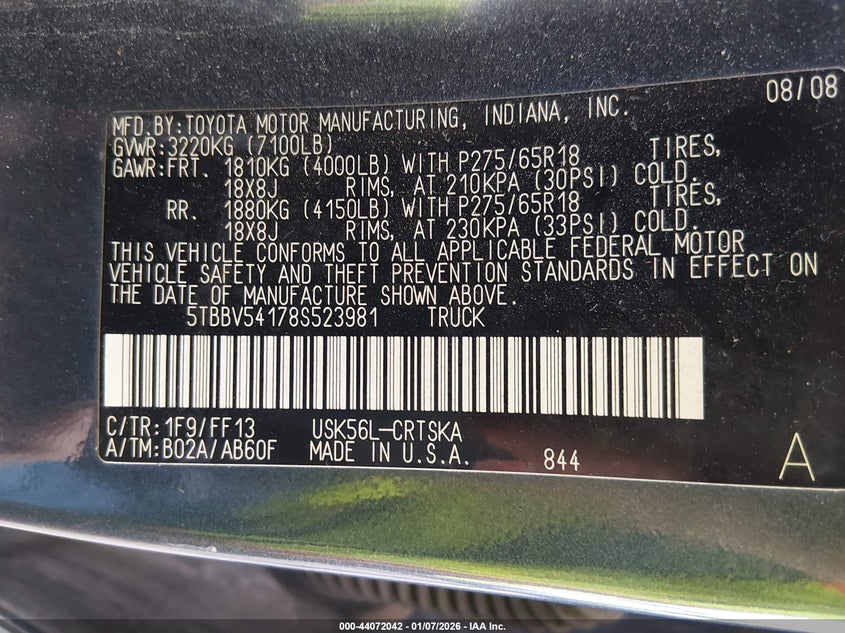 08/08
MFD.BY:TOYOTA MOTOR MANUFACTURING, INDIANA, INC.
GVWR:3220KG (7100LB)
GAWR:FRT. 1810KG (4000LB) WITH P275/65R18 TIRES,
18X8J RIMS, AT 210KPA (30PSI) COLD.
RR. 1880KG (4150LB) WITH P275/65R18 TIRES,
18X8J RIMS, AT 230KPA (33PSI) COLD.
THIS VEHICLE CONFORMS TO ALL APPLICABLE FEDERAL MOTOR
VEHICLE SAFETY AND THEFT PREVENTION STANDARDS IN EFFECT ON
THE DATE OF MANUFACTURE SHOWN ABOVE.
5TBBV54178S523981 TRUCK
C/TR:1F9/FF13 USK56L-CRTSKA
A/TM:B02A/AB60F MADE IN U.S.A. 844 A
000-44072042 - 01/07/2026 - IAA Inc.